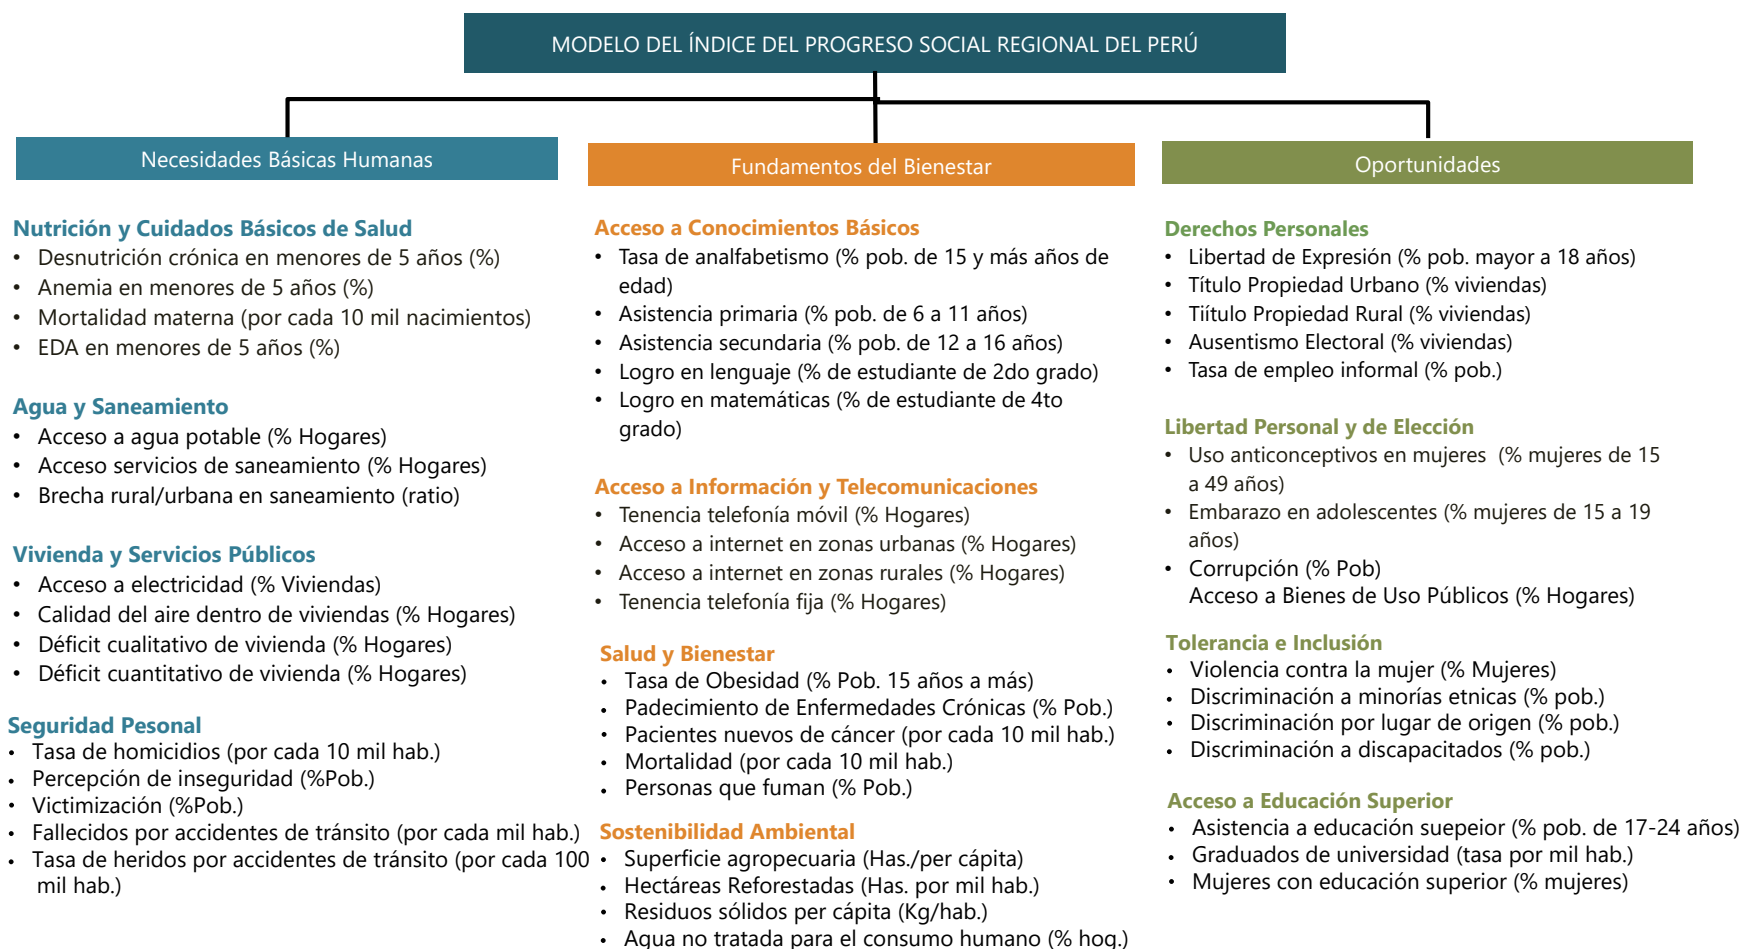 MODELO DEL ÍNDICE DEL PROGRESO SOCIAL REGIONAL DEL PERÚ
Necesidades Básicas Humanas
Nutrición y Cuidados Básicos de Salud
• Desnutrición crónica en menores de 5 años (%)
• Anemia en menores de 5 años (%)
• Mortalidad materna (por cada 10 mil nacimientos)
• EDA en menores de 5 años (%)
Agua y Saneamiento
• Acceso a agua potable (% Hogares)
• Acceso servicios de saneamiento (% Hogares)
• Brecha rural/urbana en saneamiento (ratio)
Vivienda y Servicios Públicos
• Acceso a electricidad (% Viviendas)
• Calidad del aire dentro de viviendas (% Hogares)
• Déficit cualitativo de vivienda (% Hogares)
• Déficit cuantitativo de vivienda (% Hogares)
Seguridad Pesonal
• Tasa de homicidios (por cada 10 mil hab.)
• Percepción de inseguridad (%Pob.)
• Victimización (%Pob.)
• Fallecidos por accidentes de tránsito (por cada mil hab.)
• Tasa de heridos por accidentes de tránsito (por cada 100
mil hab.)
Fundamentos del Bienestar
Acceso a Conocimientos Básicos
• Tasa de analfabetismo (% pob. de 15 y más años de
edad)
• Asistencia primaria (% pob. de 6 a 11 años)
• Asistencia secundaria (% pob. de 12 a 16 años)
• Logro en lenguaje (% de estudiante de 2do grado)
• Logro en matemáticas (% de estudiante de 4to
grado)
Acceso a Información y Telecomunicaciones
• Tenencia telefonía móvil (% Hogares)
• Acceso a internet en zonas urbanas (% Hogares)
• Acceso a internet en zonas rurales (% Hogares)
• Tenencia telefonía fija (% Hogares)
Salud y Bienestar
• Tasa de Obesidad (% Pob. 15 años a más)
• Padecimiento de Enfermedades Crónicas (% Pob.)
• Pacientes nuevos de cáncer (por cada 10 mil hab.)
• Mortalidad (por cada 10 mil hab.)
• Personas que fuman (% Pob.)
Sostenibilidad Ambiental
• Superficie agropecuaria (Has./per cápita)
• Hectáreas Reforestadas (Has. por mil hab.)
• Residuos sólidos per cápita (Kg/hab.)
• Agua no tratada para el consumo humano (% hog.)
Oportunidades
Derechos Personales
• Libertad de Expresión (% pob. mayor a 18 años)
• Título Propiedad Urbano (% viviendas)
• Tiítulo Propiedad Rural (% viviendas)
• Ausentismo Electoral (% viviendas)
• Tasa de empleo informal (% pob.)
Libertad Personal y de Elección
• Uso anticonceptivos en mujeres (% mujeres de 15
a 49 años)
• Embarazo en adolescentes (% mujeres de 15 a 19
años)
• Corrupción (% Pob)
Acceso a Bienes de Uso Públicos (% Hogares)
Tolerancia e Inclusión
• Violencia contra la mujer (% Mujeres)
• Discriminación a minorías etnicas (% pob.)
• Discriminación por lugar de origen (% pob.)
• Discriminación a discapacitados (% pob.)
Acceso a Educación Superior
• Asistencia a educación suepeior (% pob. de 17-24 años)
• Graduados de universidad (tasa por mil hab.)
• Mujeres con educación superior (% mujeres)